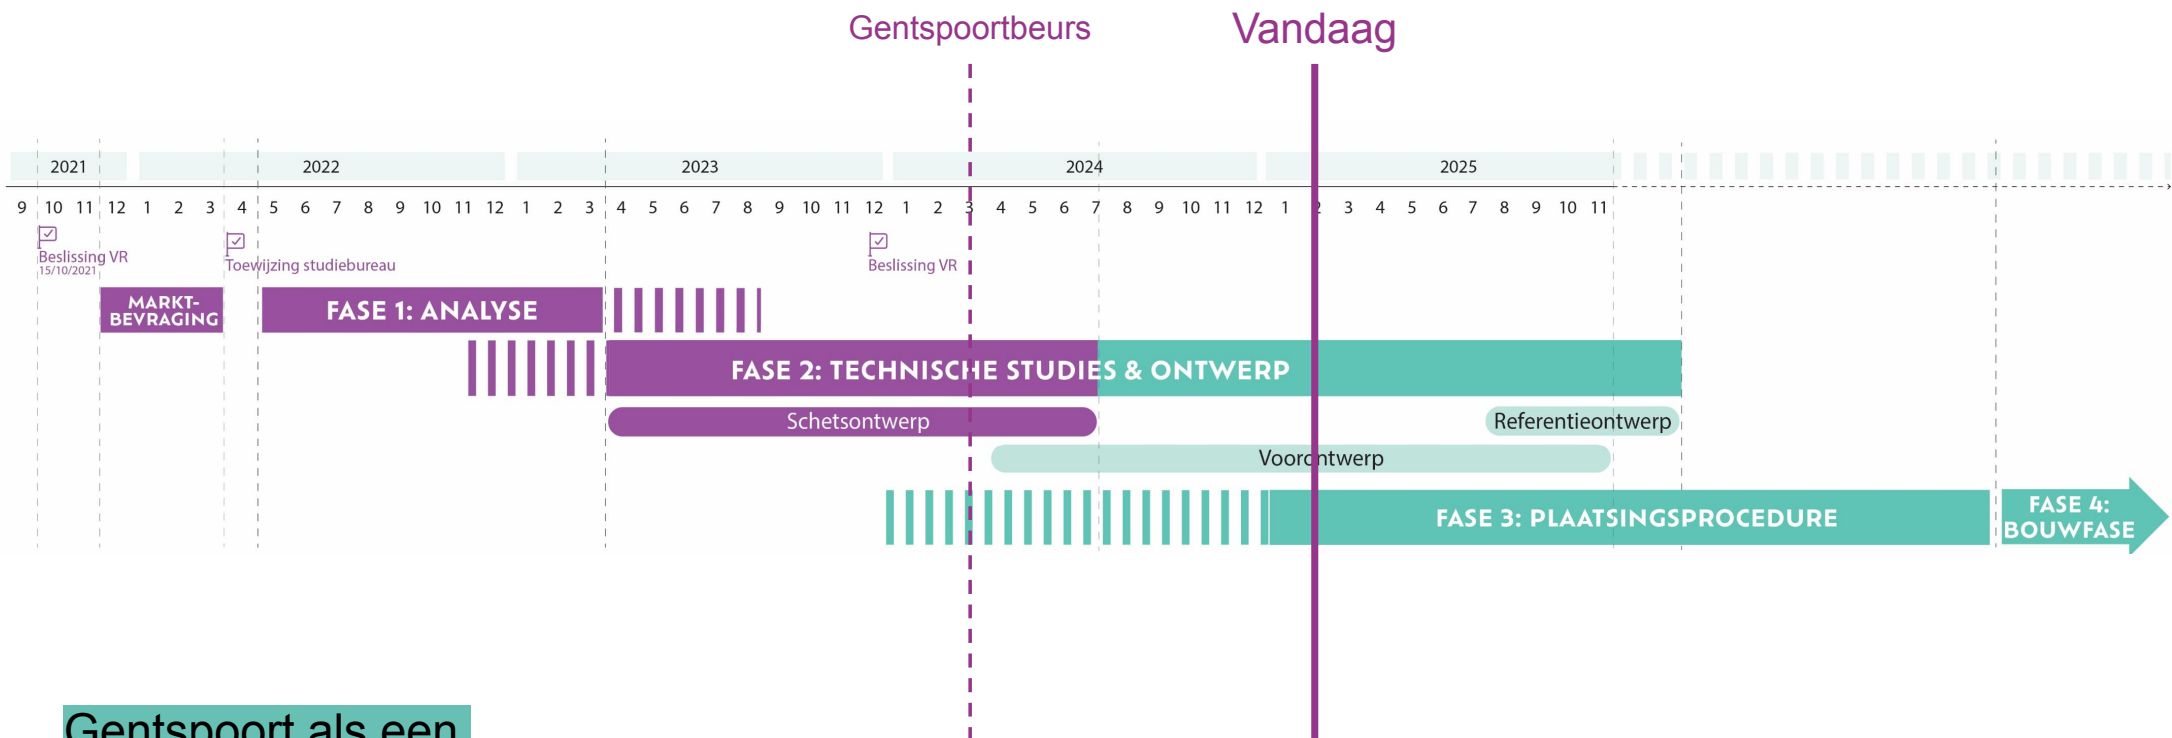 Gentspoortbeurs Vandaag
2021 2022 2023 2024 2025
9 10 11 12 1 2 3 4 5 6 7 8 9 10 11 12 1 2 3 4 5 6 7 8 9 10 11 12 1 2 3 4 5 6 7 8 9 10 11 12 1 2 3 4 5 6 7 8 9 10 11
Beslissing VR
15/10/2021
Toewijzing studiebureau
Beslissing VR
MARKT-
BEVRAGING
FASE 1: ANALYSE
FASE 2: TECHNISCHE STUDIES & ONTWERP
Schetsontwerp
Referentieontwerp
Voorontwerp
FASE 3: PLAATSINGSPROCEDURE
FASE 4:
BOUWFASE
Gentspoort als een